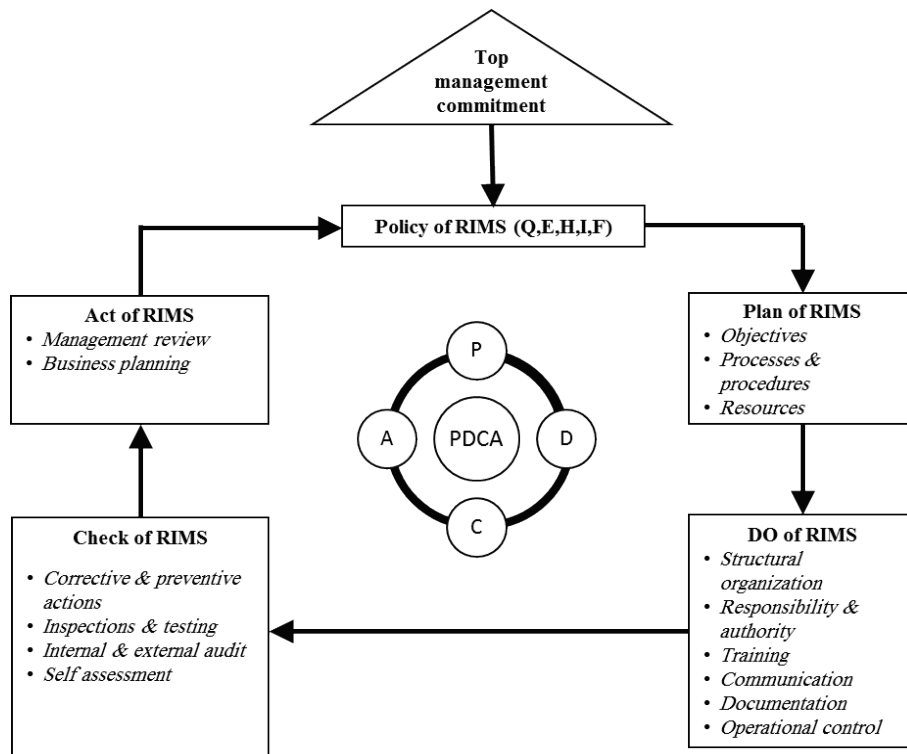 Top
management
commitment
Policy of RIMS (Q,E,H,I,F)
Act of RIMS
• Management review
• Business planning
Plan of RIMS
• Objectives
• Processes &
procedures
• Resources
P
A
PDCA
D
C
Check of RIMS
• Corrective & preventive
actions
• Inspections & testing
• Internal & external audit
• Self assessment
DO of RIMS
• Structural
organization
• Responsibility &
authority
• Training
• Communication
• Documentation
• Operational control